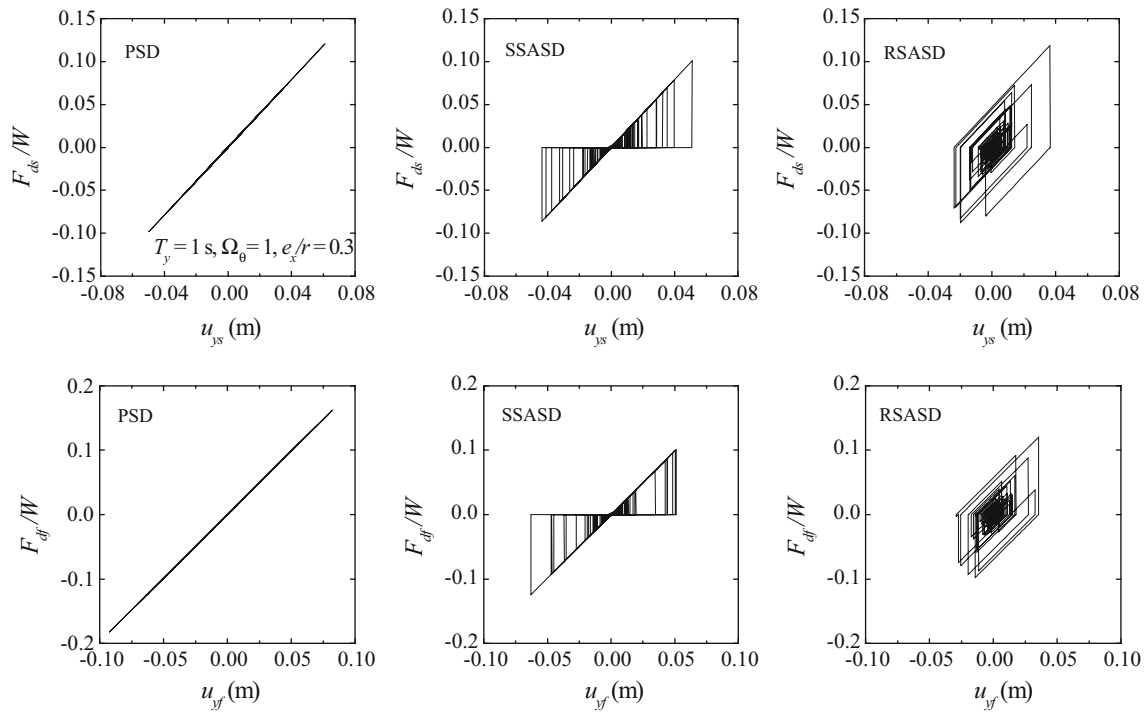 PSD
SSASD
RSASD
0.15
0.10
0.05
0.00
-0.05
-0.10
-0.15
F_ds/W
T_y = 1 s, Ω_θ = 1, e_x/r = 0.3
-0.08 -0.04 0.00 0.04 0.08
u_ys (m)
0.15
0.10
0.05
0.00
-0.05
-0.10
-0.15
F_ds/W
-0.08 -0.04 0.00 0.04 0.08
u_ys (m)
0.15
0.10
0.05
0.00
-0.05
-0.10
-0.15
F_ds/W
-0.08 -0.04 0.00 0.04 0.08
u_ys (m)
PSD
SSASD
RSASD
0.2
0.1
0.0
-0.1
-0.2
F_df/W
-0.10 -0.05 0.00 0.05 0.10
u_yf (m)
0.2
0.1
0.0
-0.1
-0.2
F_df/W
-0.10 -0.05 0.00 0.05 0.10
u_yf (m)
0.2
0.1
0.0
-0.1
-0.2
F_df/W
-0.10 -0.05 0.00 0.05 0.10
u_yf (m)